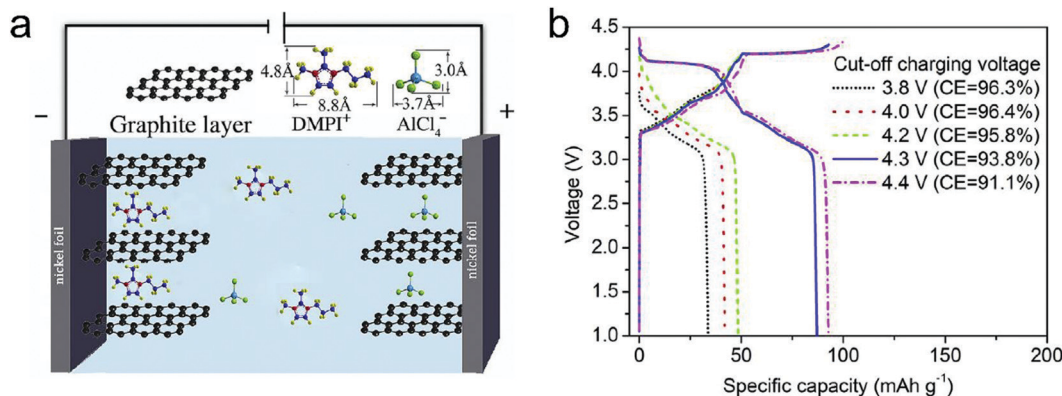 a
−
+
4.8Å
8.8Å
3.0Å
3.7Å
Graphite layer
DMPI⁺
AlCl₄⁻
nickel foil
nickel foil
b
Voltage (V)
4.5
4.0
3.5
3.0
2.5
2.0
1.5
1.0
Cut-off charging voltage
3.8 V (CE=96.3%)
4.0 V (CE=96.4%)
4.2 V (CE=95.8%)
4.3 V (CE=93.8%)
4.4 V (CE=91.1%)
0 50 100 150 200
Specific capacity (mAh g⁻¹)